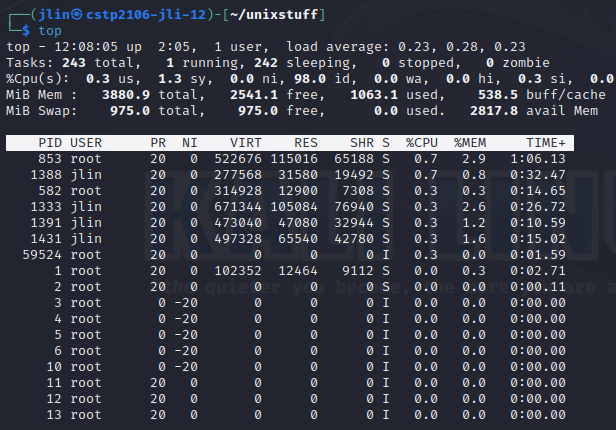 ┌──(jlin㉿cstp2106-jli-12)-[~/unixstuff]
└─$ top
top - 12:08:05 up  2:05,  1 user,  load average: 0.23, 0.28, 0.23
Tasks: 243 total,   1 running, 242 sleeping,   0 stopped,   0 zombie
%Cpu(s):  0.3 us,  1.3 sy,  0.0 ni, 98.0 id,  0.0 wa,  0.0 hi,  0.3 si,  0.0
MiB Mem :   3880.9 total,   2541.1 free,   1063.1 used,    538.5 buff/cache
MiB Swap:    975.0 total,    975.0 free,      0.0 used.   2817.8 avail Mem
PID USER      PR  NI    VIRT    RES    SHR S  %CPU  %MEM     TIME+
853 root      20   0  522676 115016  65188 S   0.7   2.9   1:06.13
1388 jlin      20   0  277568  31580  19492 S   0.7   0.8   0:32.47
582 root      20   0  314928  12900   7308 S   0.3   0.3   0:14.65
1333 jlin      20   0  671344 105084  76940 S   0.3   2.6   0:26.72
1391 jlin      20   0  473040  47080  32944 S   0.3   1.2   0:10.59
1431 jlin      20   0  497328  65540  42780 S   0.3   1.6   0:15.02
59524 root      20   0       0      0      0 I   0.3   0.0   0:01.59
1 root      20   0  102352  12464   9112 S   0.0   0.3   0:02.71
2 root      20   0       0      0      0 S   0.0   0.0   0:00.11
3 root       0 -20       0      0      0 I   0.0   0.0   0:00.00
4 root       0 -20       0      0      0 I   0.0   0.0   0:00.00
5 root       0 -20       0      0      0 I   0.0   0.0   0:00.00
6 root       0 -20       0      0      0 I   0.0   0.0   0:00.00
10 root       0 -20       0      0      0 I   0.0   0.0   0:00.00
11 root      20   0       0      0      0 I   0.0   0.0   0:00.00
12 root      20   0       0      0      0 I   0.0   0.0   0:00.00
13 root      20   0       0      0      0 I   0.0   0.0   0:00.00